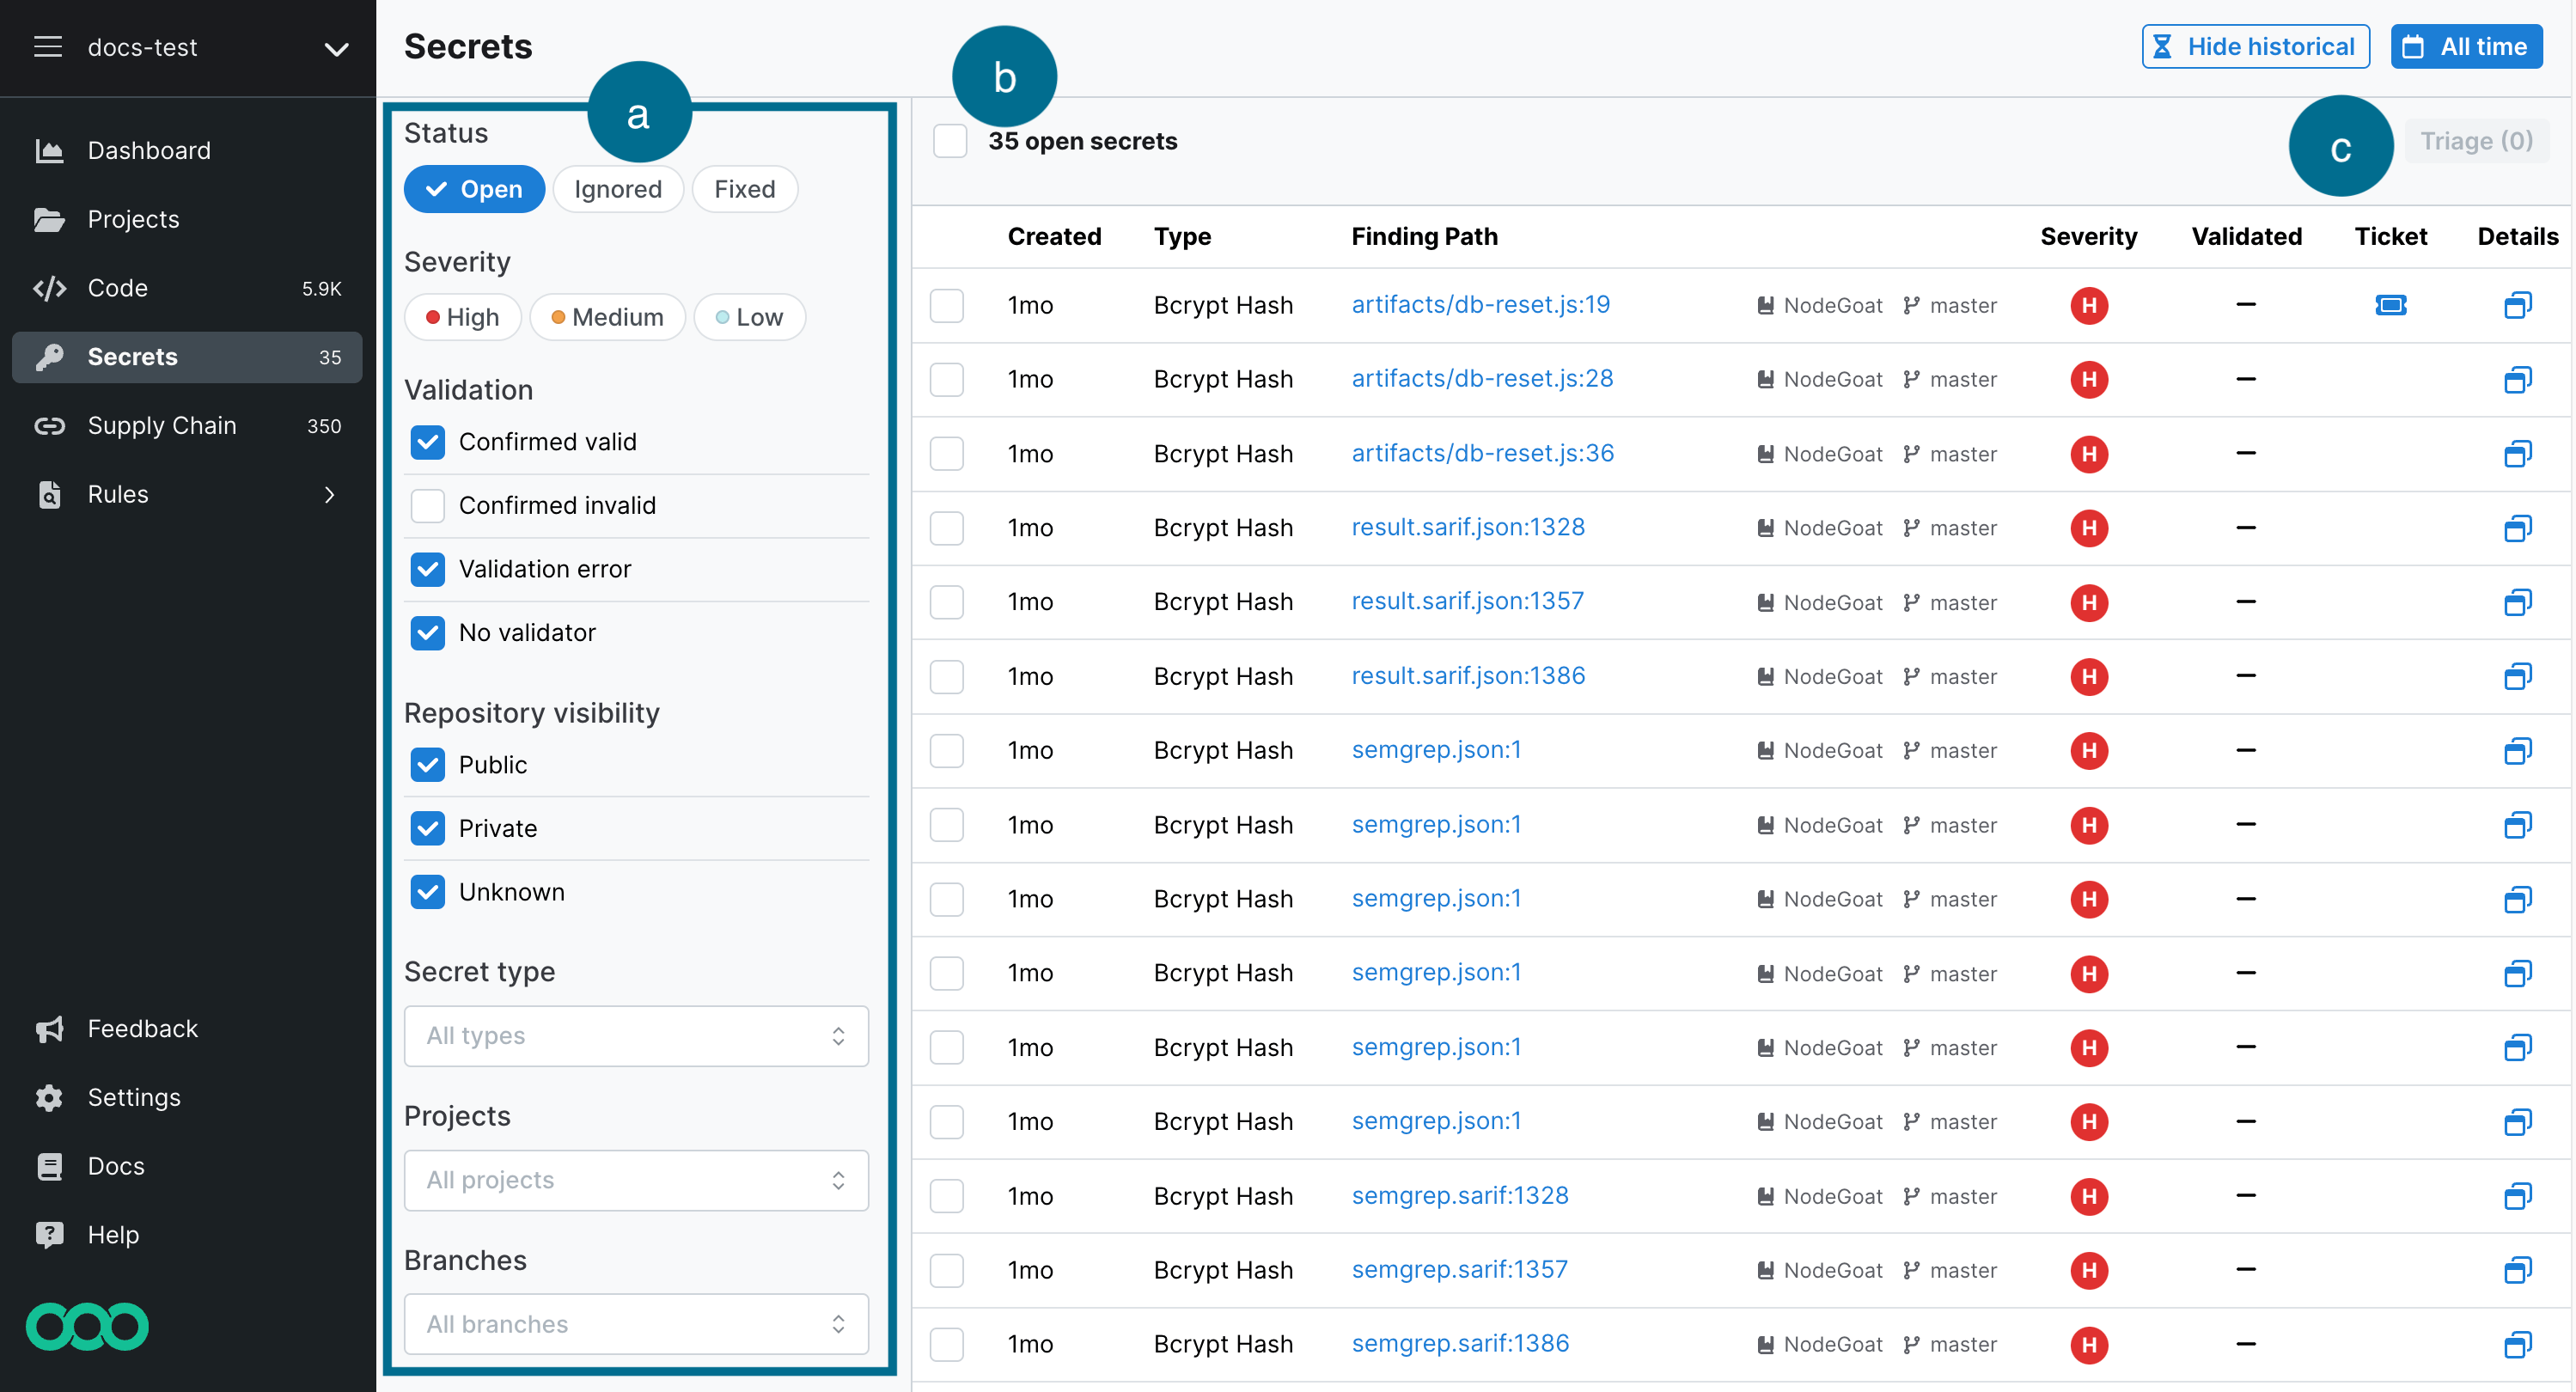 docs-test
Dashboard
Projects
Code 5.9K
Secrets 35
Supply Chain 350
Rules
Feedback
Settings
Docs
Help
Secrets
Hide historical All time
a
b
c
Status
Open Ignored Fixed
Severity
High Medium Low
Validation
Confirmed valid
Confirmed invalid
Validation error
No validator
Repository visibility
Public
Private
Unknown
Secret type
All types
Projects
All projects
Branches
All branches
35 open secrets Triage (0)
Created Type Finding Path Severity Validated Ticket Details
1mo Bcrypt Hash artifacts/db-reset.js:19 NodeGoat master H –
1mo Bcrypt Hash artifacts/db-reset.js:28 NodeGoat master H –
1mo Bcrypt Hash artifacts/db-reset.js:36 NodeGoat master H –
1mo Bcrypt Hash result.sarif.json:1328 NodeGoat master H –
1mo Bcrypt Hash result.sarif.json:1357 NodeGoat master H –
1mo Bcrypt Hash result.sarif.json:1386 NodeGoat master H –
1mo Bcrypt Hash semgrep.json:1 NodeGoat master H –
1mo Bcrypt Hash semgrep.json:1 NodeGoat master H –
1mo Bcrypt Hash semgrep.json:1 NodeGoat master H –
1mo Bcrypt Hash semgrep.json:1 NodeGoat master H –
1mo Bcrypt Hash semgrep.json:1 NodeGoat master H –
1mo Bcrypt Hash semgrep.json:1 NodeGoat master H –
1mo Bcrypt Hash semgrep.sarif:1328 NodeGoat master H –
1mo Bcrypt Hash semgrep.sarif:1357 NodeGoat master H –
1mo Bcrypt Hash semgrep.sarif:1386 NodeGoat master H –